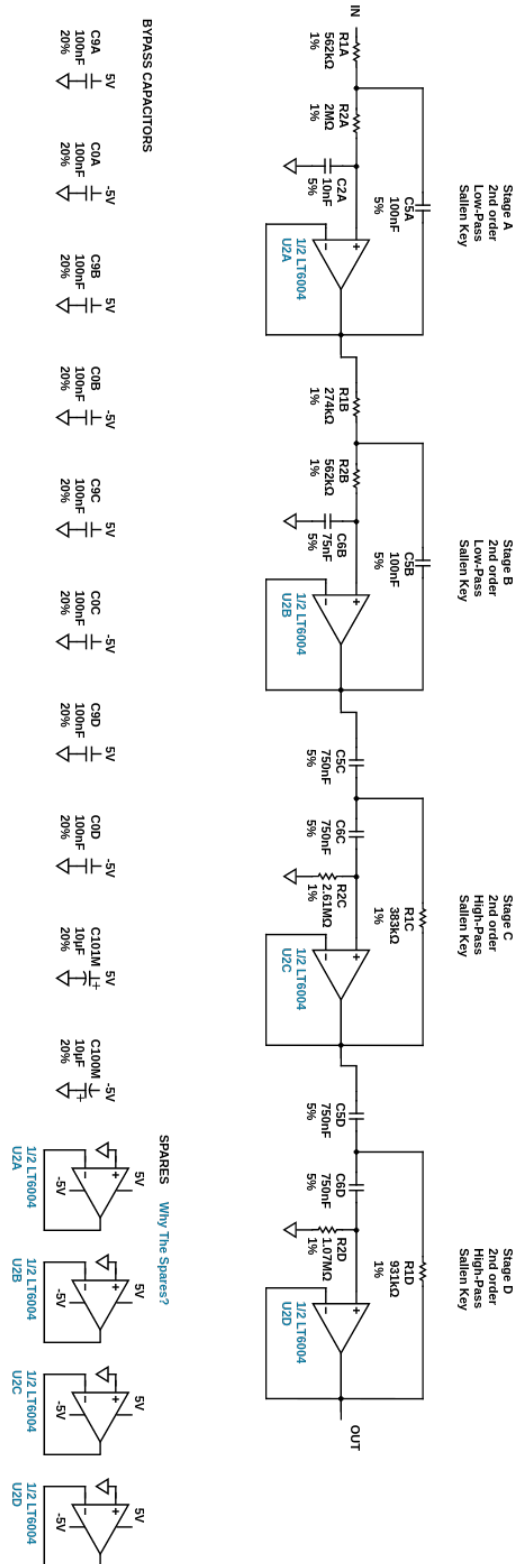 Stage A
2nd order
Low-Pass
Sallen Key
Stage B
2nd order
Low-Pass
Sallen Key
Stage C
2nd order
High-Pass
Sallen Key
Stage D
2nd order
High-Pass
Sallen Key
IN
R1A
562kΩ
1%
R2A
2MΩ
1%
C2A
10nF
5%
C5A
100nF
5%
1/2 LT6004
U2A
+
−
R1B
274kΩ
1%
R2B
562kΩ
1%
C6B
75nF
5%
C5B
100nF
5%
1/2 LT6004
U2B
+
−
C5C
750nF
5%
C6C
750nF
5%
R2C
2.61MΩ
1%
R1C
383kΩ
1%
1/2 LT6004
U2C
+
−
C5D
750nF
5%
C6D
750nF
5%
R2D
1.07MΩ
1%
R1D
931kΩ
1%
1/2 LT6004
U2D
+
−
OUT
BYPASS CAPACITORS
5V
C9A
100nF
20%
-5V
C0A
100nF
20%
5V
C9B
100nF
20%
-5V
C0B
100nF
20%
5V
C9C
100nF
20%
-5V
C0C
100nF
20%
5V
C9D
100nF
20%
-5V
C0D
100nF
20%
5V
+
C101M
10µF
20%
-5V
+
C100M
10µF
20%
SPARES Why The Spares?
5V
+
−
-5V
1/2 LT6004
U2A
5V
+
−
-5V
1/2 LT6004
U2B
5V
+
−
-5V
1/2 LT6004
U2C
5V
+
−
-5V
1/2 LT6004
U2D